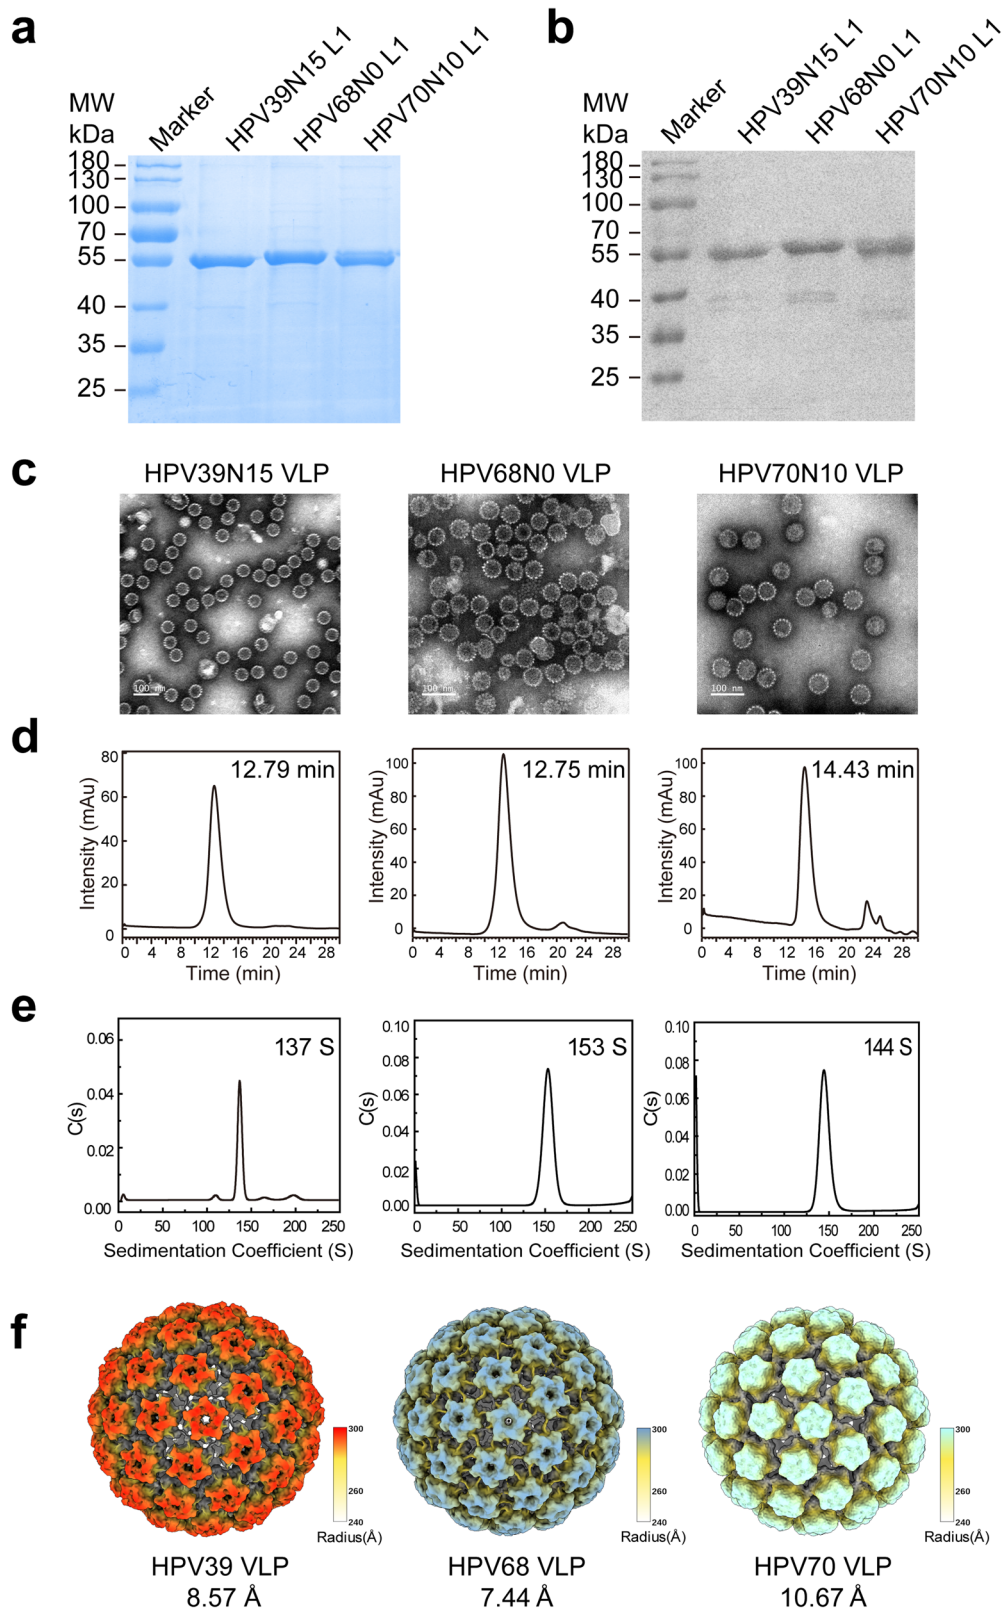 a
MW
kDa
Marker
HPV39N15 L1
HPV68N0 L1
HPV70N10 L1
180
130
100
70
55
40
35
25
b
MW
kDa
Marker
HPV39N15 L1
HPV68N0 L1
HPV70N10 L1
180
130
100
70
55
40
35
25
c
HPV39N15 VLP
HPV68N0 VLP
HPV70N10 VLP
100 nm
100 nm
100 nm
d
12.79 min
Intensity (mAu)
80
60
40
20
0
0 4 8 12 16 20 24 28
Time (min)
12.75 min
Intensity (mAu)
100
80
60
40
20
0
0 4 8 12 16 20 24 28
Time (min)
14.43 min
Intensity (mAu)
100
80
60
40
20
0
0 4 8 12 16 20 24 28
Time (min)
e
137 S
C(s)
0.06
0.04
0.02
0.00
0 50 100 150 200 250
Sedimentation Coefficient (S)
153 S
C(s)
0.10
0.08
0.06
0.04
0.02
0.00
0 50 100 150 200 250
Sedimentation Coefficient (S)
144 S
C(s)
0.10
0.08
0.06
0.04
0.02
0.00
0 50 100 150 200 250
Sedimentation Coefficient (S)
f
300
260
240
Radius(Å)
HPV39 VLP
8.57 Å
300
260
240
Radius(Å)
HPV68 VLP
7.44 Å
300
260
240
Radius(Å)
HPV70 VLP
10.67 Å